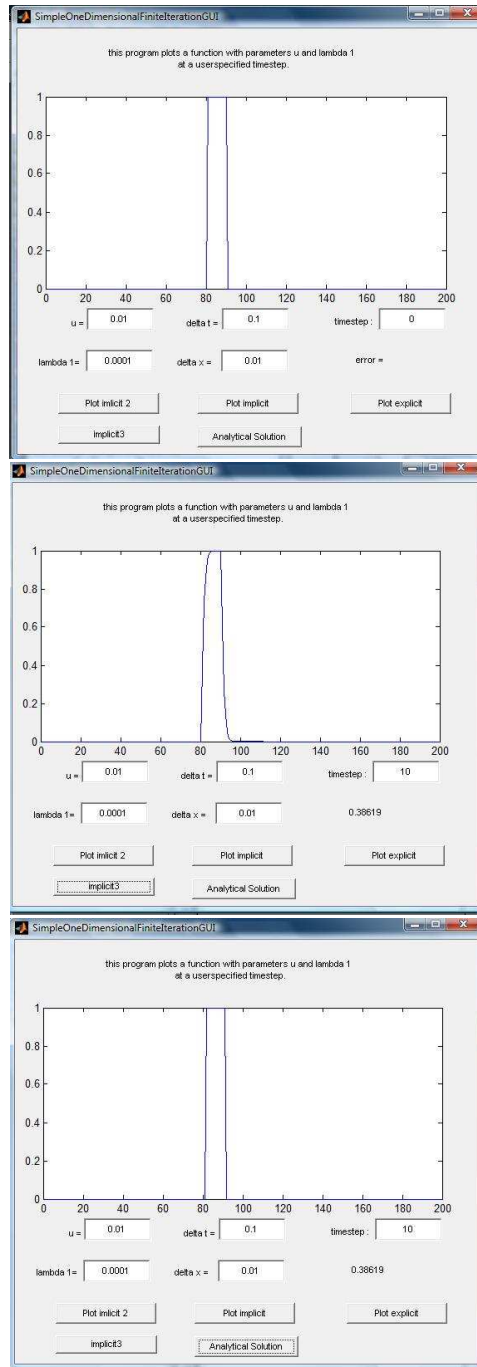 SimpleOneDimensionalFiniteIterationGUI
this program plots a function with parameters u and lambda 1
at a userspecified timestep.
1
0.8
0.6
0.4
0.2
0
0 20 40 60 80 100 120 140 160 180 200
u = 0.01 delta t = 0.1 timestep : 0
lambda 1= 0.0001 delta x = 0.01 error =
Plot imlicit 2 Plot implicit Plot explicit
implicit3 Analytical Solution
SimpleOneDimensionalFiniteIterationGUI
this program plots a function with parameters u and lambda 1
at a userspecified timestep.
1
0.8
0.6
0.4
0.2
0
0 20 40 60 80 100 120 140 160 180 200
u = 0.01 delta t = 0.1 timestep : 10
lambda 1= 0.0001 delta x = 0.01 0.38619
Plot imlicit 2 Plot implicit Plot explicit
implicit3 Analytical Solution
SimpleOneDimensionalFiniteIterationGUI
this program plots a function with parameters u and lambda 1
at a userspecified timestep.
1
0.8
0.6
0.4
0.2
0
0 20 40 60 80 100 120 140 160 180 200
u = 0.01 delta t = 0.1 timestep : 10
lambda 1= 0.0001 delta x = 0.01 0.38619
Plot imlicit 2 Plot implicit Plot explicit
implicit3 Analytical Solution